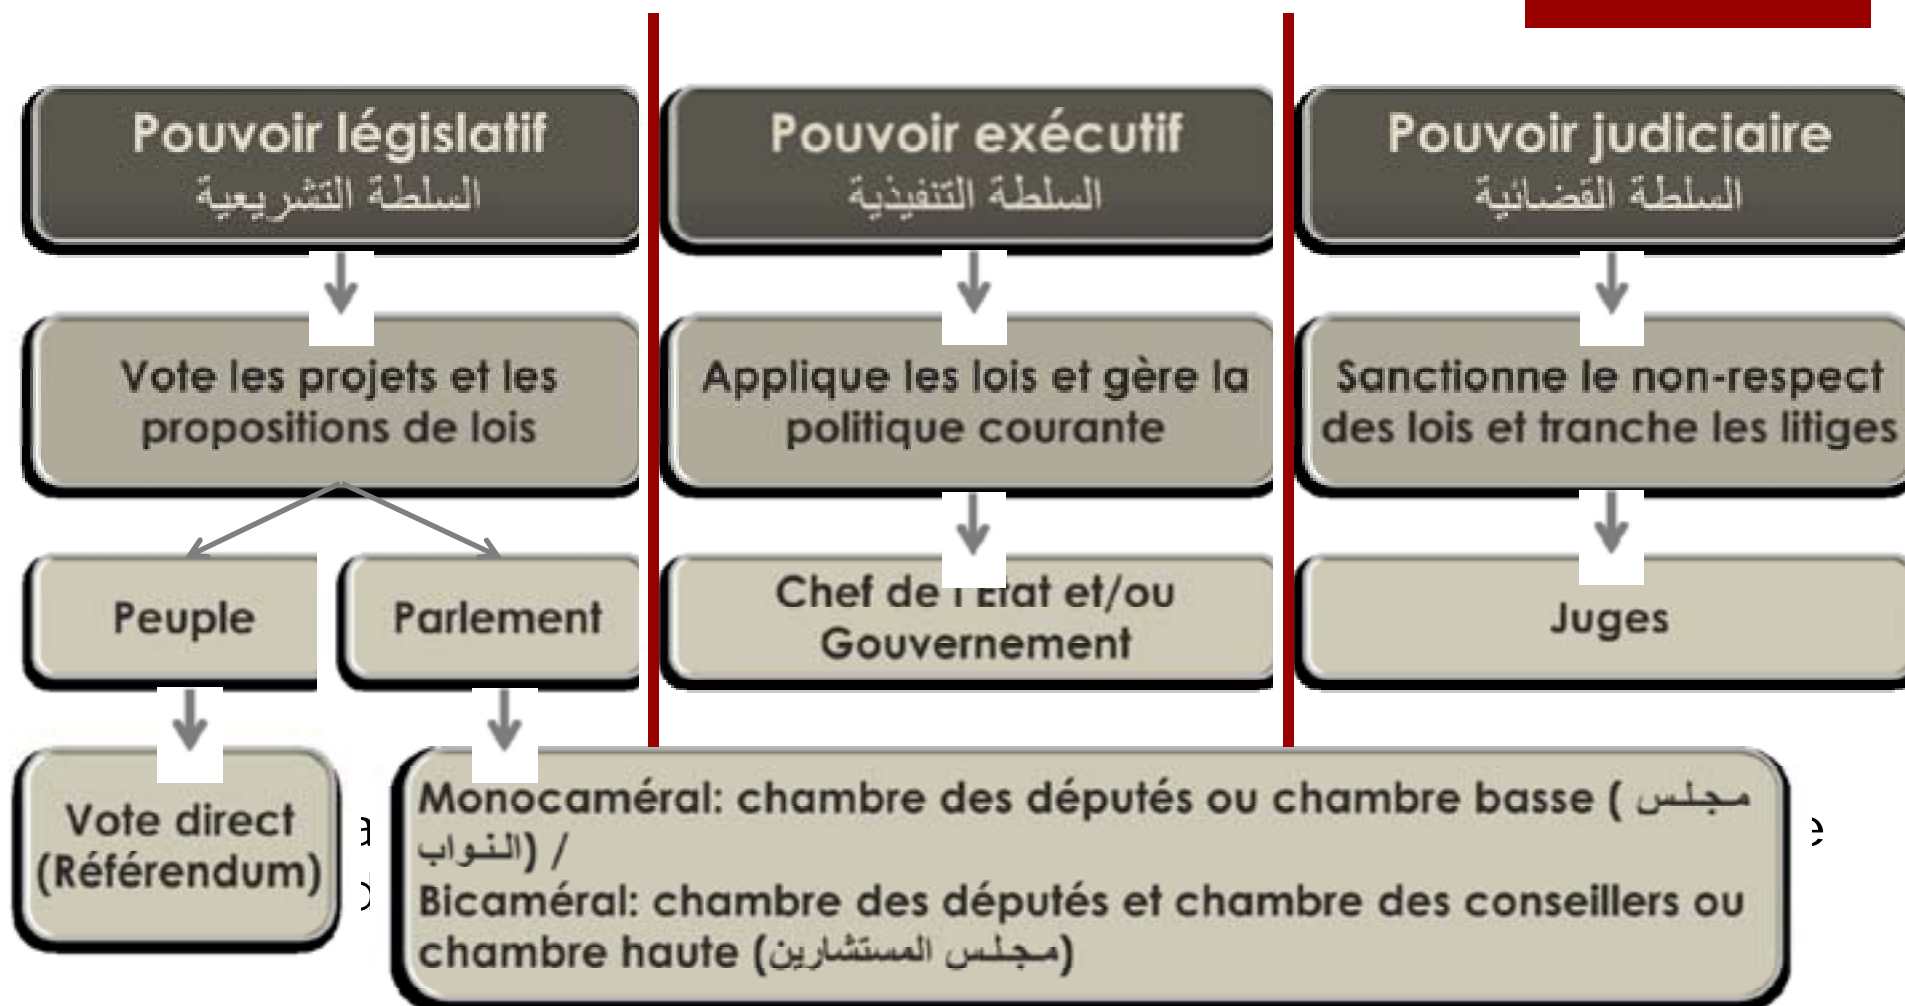 Pouvoir législatif
السلطة التشريعية
Vote les projets et les
propositions de lois
Peuple
Parlement
Vote direct
(Référendum)
Monocaméral: chambre des députés ou chambre basse ( مجلس
النواب) /
Bicaméral: chambre des députés et chambre des conseillers ou
chambre haute (مجلس المستشارين)
Pouvoir exécutif
السلطة التنفيذية
Applique les lois et gère la
politique courante
Chef de l'Etat et/ou
Gouvernement
Pouvoir judiciaire
السلطة القضائية
Sanctionne le non-respect
des lois et tranche les litiges
Juges